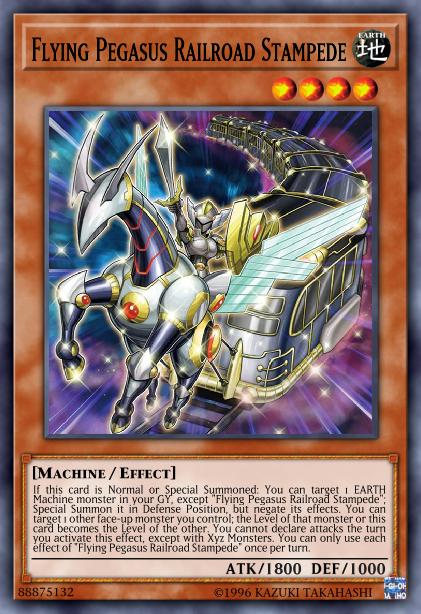 FLYING PEGASUS RAILROAD STAMPEDE
EARTH
地
[MACHINE / EFFECT]
If this card is Normal or Special Summoned: You can target 1 EARTH
Machine monster in your GY, except "Flying Pegasus Railroad Stampede";
Special Summon it in Defense Position, but negate its effects. You can
target 1 other face-up monster you control; the Level of that monster or this
card becomes the Level of the other. You cannot declare attacks the turn
you activate this effect, except with Xyz Monsters. You can only use each
effect of "Flying Pegasus Railroad Stampede" once per turn.
ATK/1800 DEF/1000
88875132
©1996 KAZUKI TAKAHASHI